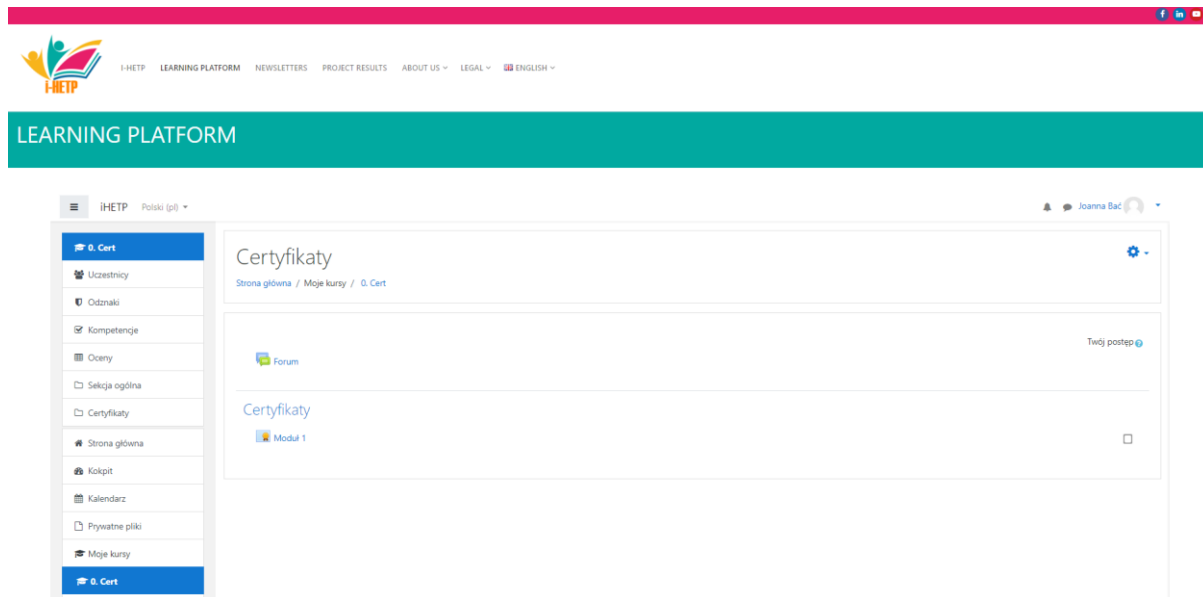 i-HETP
I-HETP LEARNING PLATFORM NEWSLETTERS PROJECT RESULTS ABOUT US LEGAL ENGLISH
LEARNING PLATFORM
iHETP Polski (pl)
Joanna Bać
0. Cert
Uczestnicy
Odznaki
Kompetencje
Oceny
Sekcja ogólna
Certyfikaty
Strona główna
Kokpit
Kalendarz
Prywatne pliki
Moje kursy
0. Cert
Certyfikaty
Strona główna / Moje kursy / 0. Cert
Twój postęp
Forum
Certyfikaty
Moduł 1